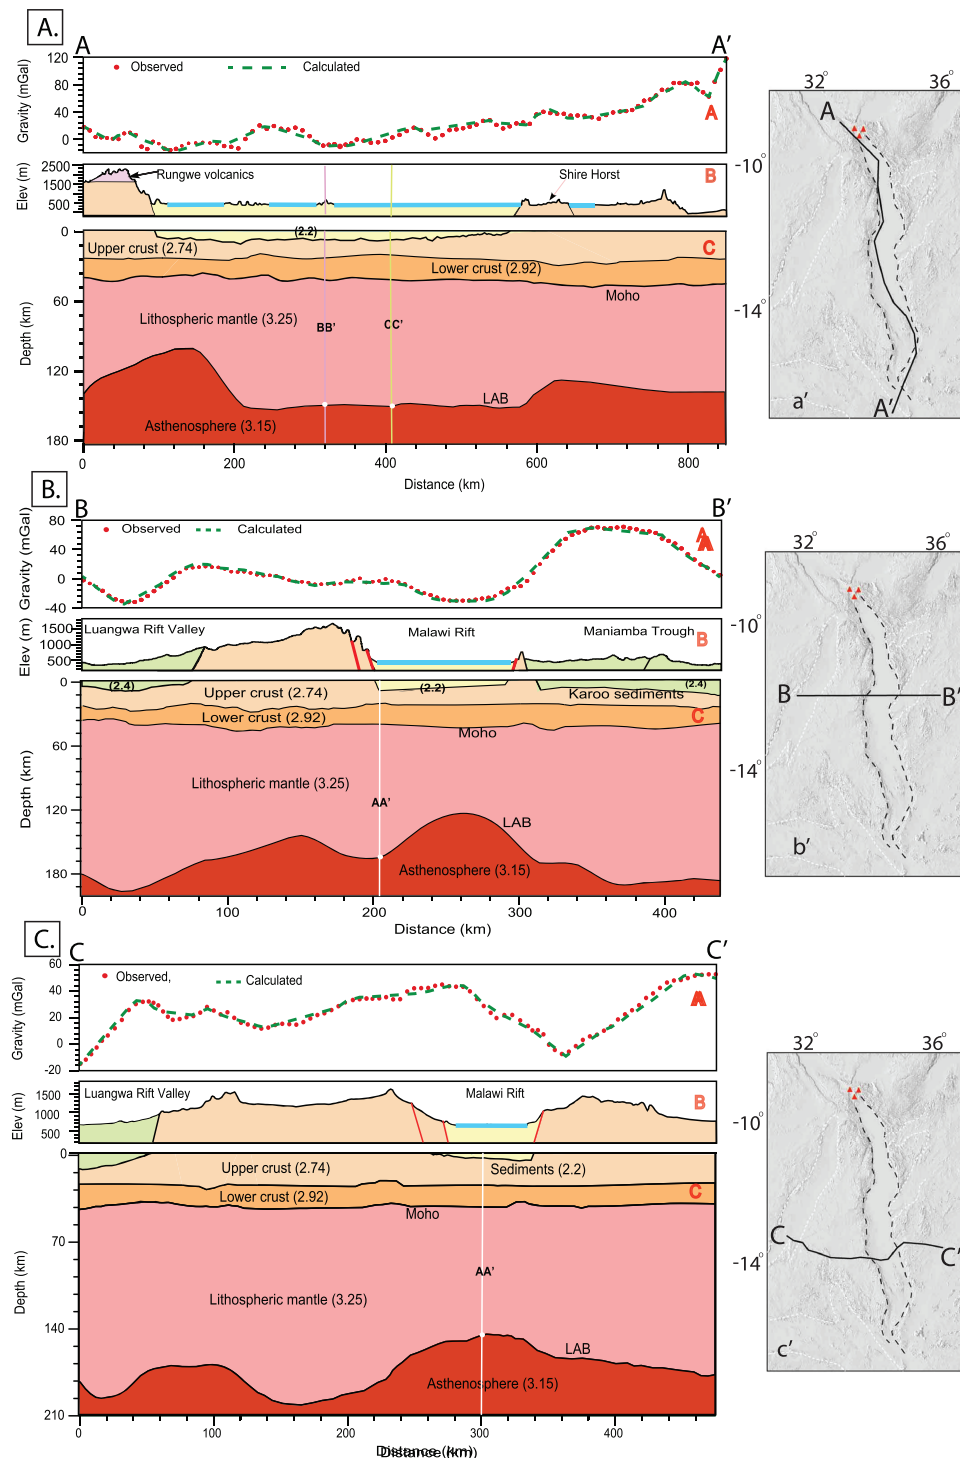 A.
A A'
120
80
40
0
Gravity (mGal)
Observed Calculated
A
2500
1500
500
Elev (m)
Rungwe volcanics
Shire Horst
B
0
60
120
180
Depth (km)
(2.2)
Upper crust (2.74)
C
Lower crust (2.92)
Moho
Lithospheric mantle (3.25)
BB' CC'
LAB
Asthenosphere (3.15)
0 200 400 600 800
Distance (km)
32° 36°
A
-10°
-14°
a' A'
B.
B B'
80
40
0
-40
Gravity (mGal)
Observed Calculated
A
1500
1000
500
Elev (m)
Luangwa Rift Valley Malawi Rift Maniamba Trough
B
0
60
120
180
Depth (km)
(2.4) (2.2) (2.4)
Upper crust (2.74) Karoo sediments
Lower crust (2.92) C
Moho
Lithospheric mantle (3.25)
AA'
LAB
Asthenosphere (3.15)
0 100 200 300 400
Distance (km)
32° 36°
-10°
B B'
-14°
b'
C.
C C'
60
40
20
0
-20
Gravity (mGal)
Observed, Calculated
A
1500
1000
500
Elev (m)
Luangwa Rift Valley Malawi Rift
B
0
70
140
210
Depth (km)
Upper crust (2.74) Sediments (2.2)
Lower crust (2.92) C
Moho
AA'
Lithospheric mantle (3.25)
LAB
Asthenosphere (3.15)
0 100 200 300 400
Distance (km)
32° 36°
-10°
C C'
-14°
c'